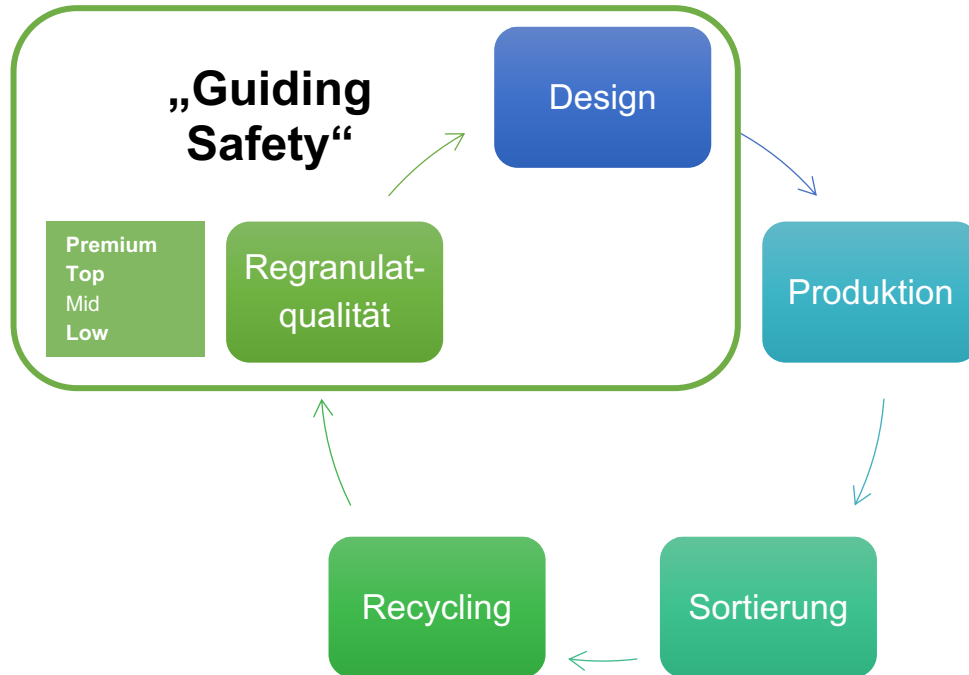 „Guiding
Safety“
Design
Premium
Top
Mid
Low
Regranulat-
qualität
Produktion
Recycling
Sortierung